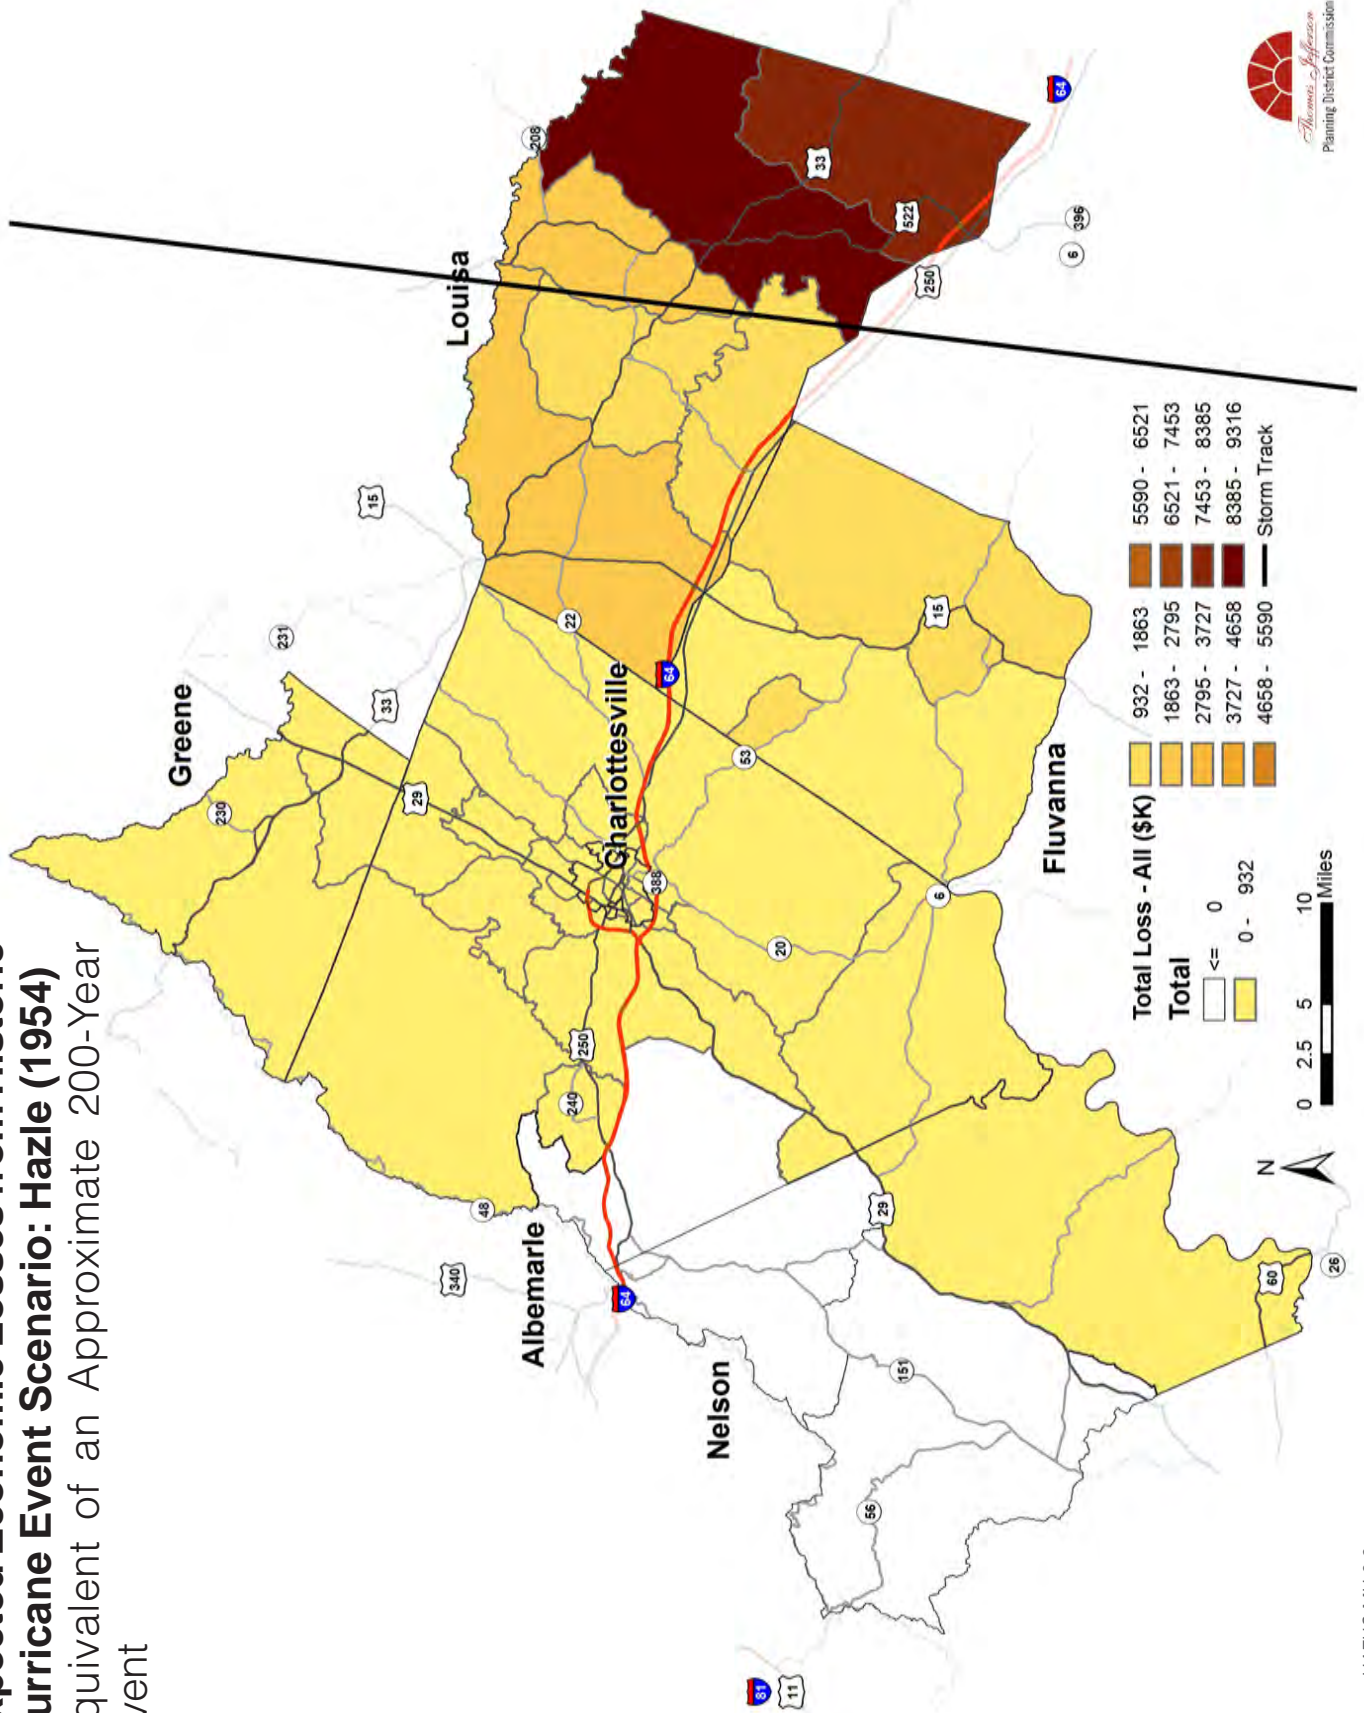 Hurricane Event Scenario: Hazle (1954)
Equivalent of an Approximate 200-Year
Event
Greene
Louisa
Albemarle
Charlottesville
Nelson
Fluvanna
230
231
33
15
29
208
22
64
48
340
240
250
64
388
53
20
6
29
151
56
81
11
60
26
15
33
522
250
6
396
64
Total Loss - All ($K)
Total
<= 0
0 - 932
932 - 1863
1863 - 2795
2795 - 3727
3727 - 4658
4658 - 5590
5590 - 6521
6521 - 7453
7453 - 8385
8385 - 9316
Storm Track
N
0 2.5 5 10
Miles
Thomas Jefferson
Planning District Commission